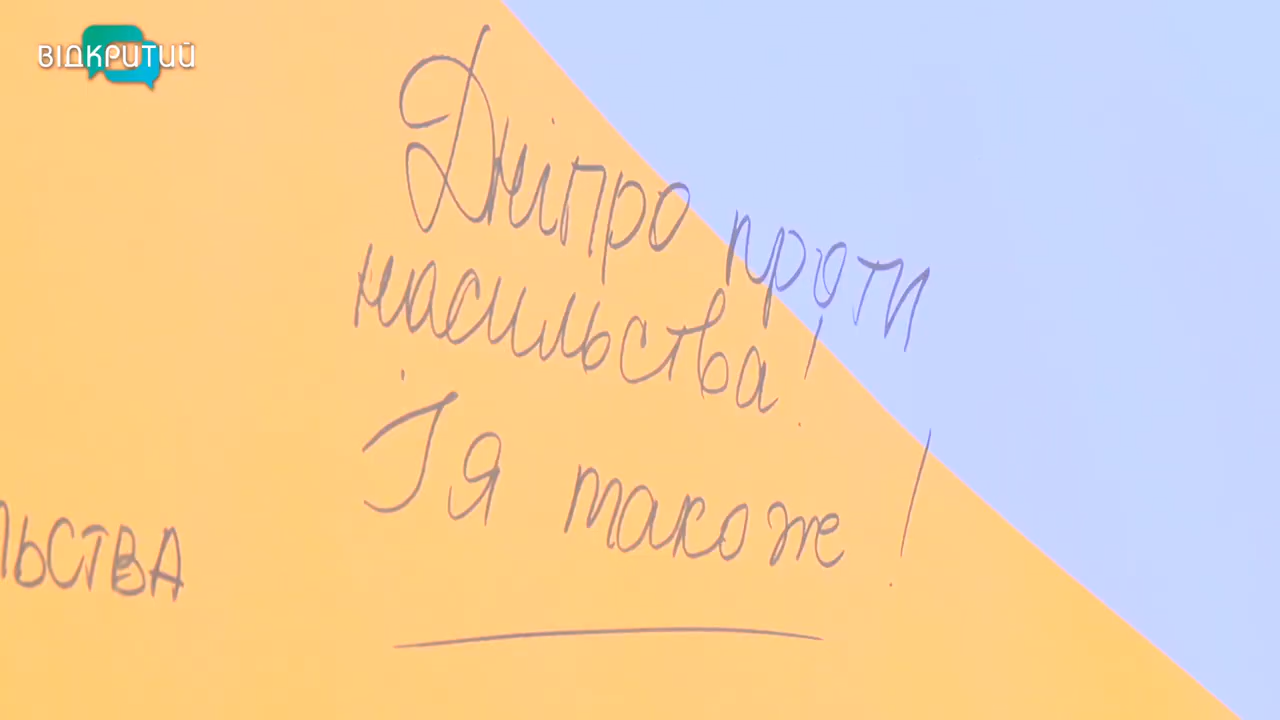 ВІДКРИТИЙ
Дніпро проти
насильства!
І я також!
ЛЬСТВА